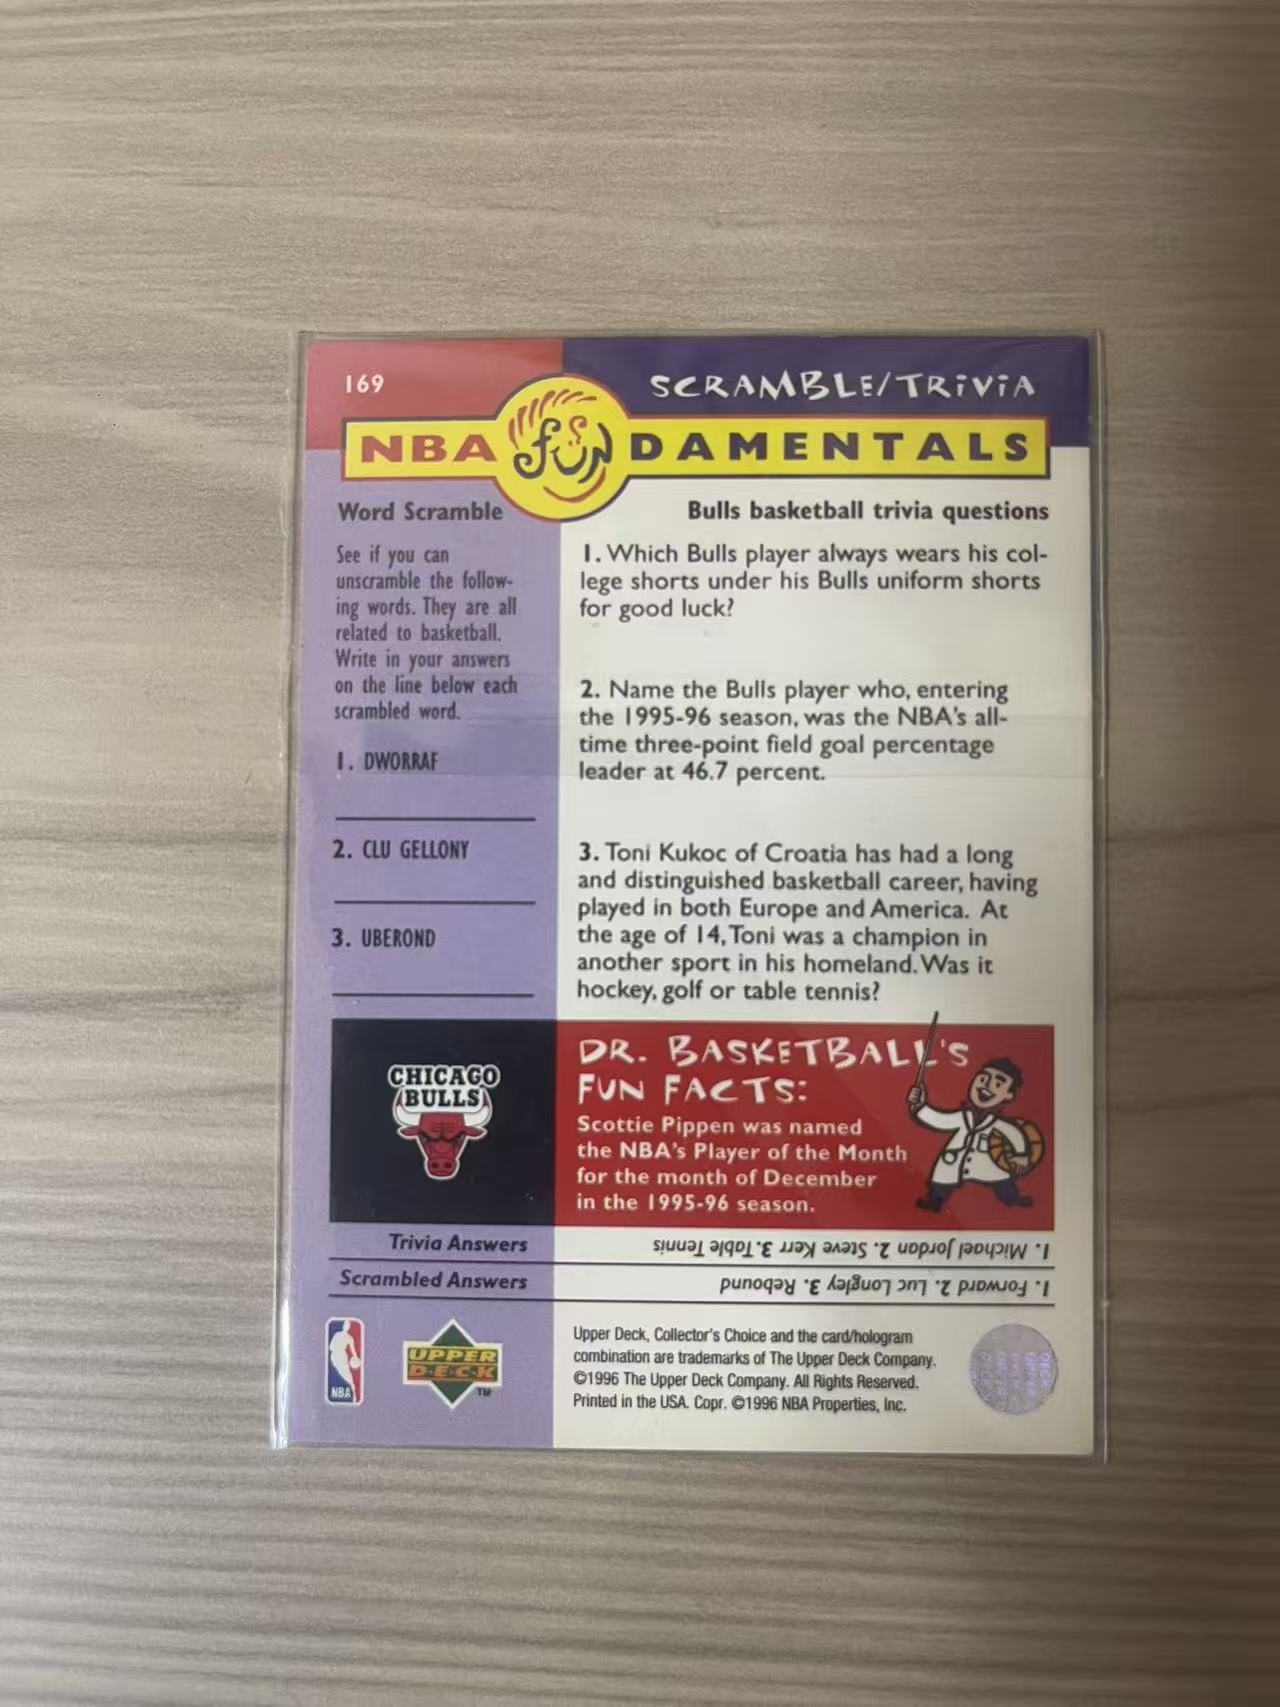 169
SCRAMBLE/TRiViA
NBA fUN DAMENTALS
Word Scramble
See if you can
unscramble the follow-
ing words. They are all
related to basketball.
Write in your answers
on the line below each
scrambled word.
1. DWORRAF
2. CLU GELLONY
3. UBEROND
Bulls basketball trivia questions
1. Which Bulls player always wears his col-
lege shorts under his Bulls uniform shorts
for good luck?
2. Name the Bulls player who, entering
the 1995-96 season, was the NBA's all-
time three-point field goal percentage
leader at 46.7 percent.
3. Toni Kukoc of Croatia has had a long
and distinguished basketball career, having
played in both Europe and America. At
the age of 14, Toni was a champion in
another sport in his homeland. Was it
hockey, golf or table tennis?
CHICAGO
BULLS
DR. BASKETBALL'S
FUN FACTS:
Scottie Pippen was named
the NBA's Player of the Month
for the month of December
in the 1995-96 season.
Trivia Answers
1. Michael Jordan 2. Steve Kerr 3. Table Tennis
Scrambled Answers
1. Forward 2. Luc Longley 3. Rebound
NBA
UPPER
DECK
TM
Upper Deck, Collector's Choice and the card/hologram
combination are trademarks of The Upper Deck Company.
©1996 The Upper Deck Company. All Rights Reserved.
Printed in the USA. Copr. ©1996 NBA Properties, Inc.